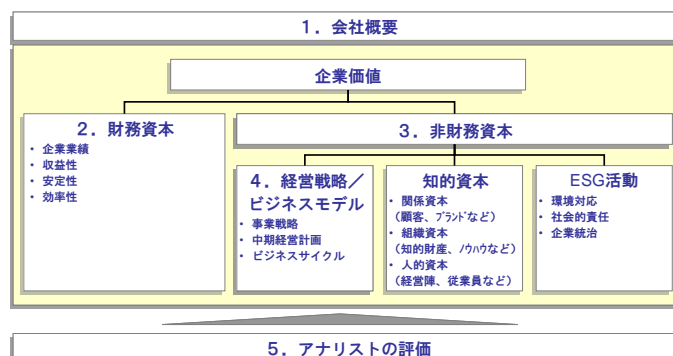 1．会社概要
企業価値
2．財務資本
・ 企業業績
・ 収益性
・ 安定性
・ 効率性
3．非財務資本
4．経営戦略／
ビジネスモデル
・ 事業戦略
・ 中期経営計画
・ ビジネスサイクル
知的資本
・ 関係資本
（顧客、ﾌﾞﾗﾝﾄﾞなど）
・ 組織資本
（知的財産、ﾉｳﾊｳなど）
・ 人的資本
（経営陣、従業員など）
ESG活動
・ 環境対応
・ 社会的責任
・ 企業統治
5．アナリストの評価